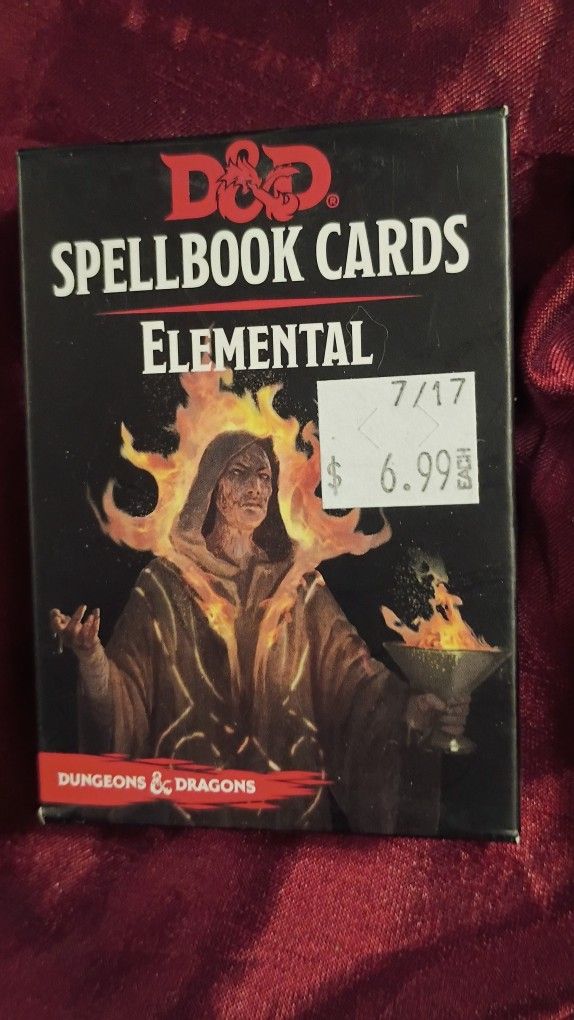 D&D®
SPELLBOOK CARDS
ELEMENTAL
7/17
$ 6.99 EACH
DUNGEONS & DRAGONS